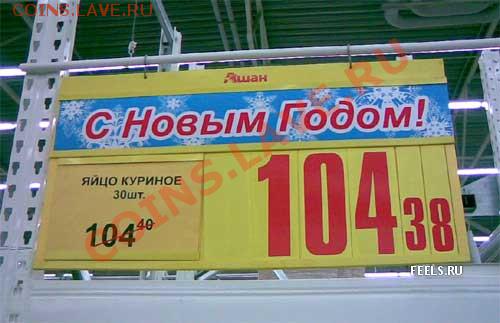 COINS.LAVE.RU
Ашан
С Новым Годом!
ЯЙЦО КУРИНОЕ
30шт.
104 40
104 38
COINS.LAVE.RU
FEELS.RU